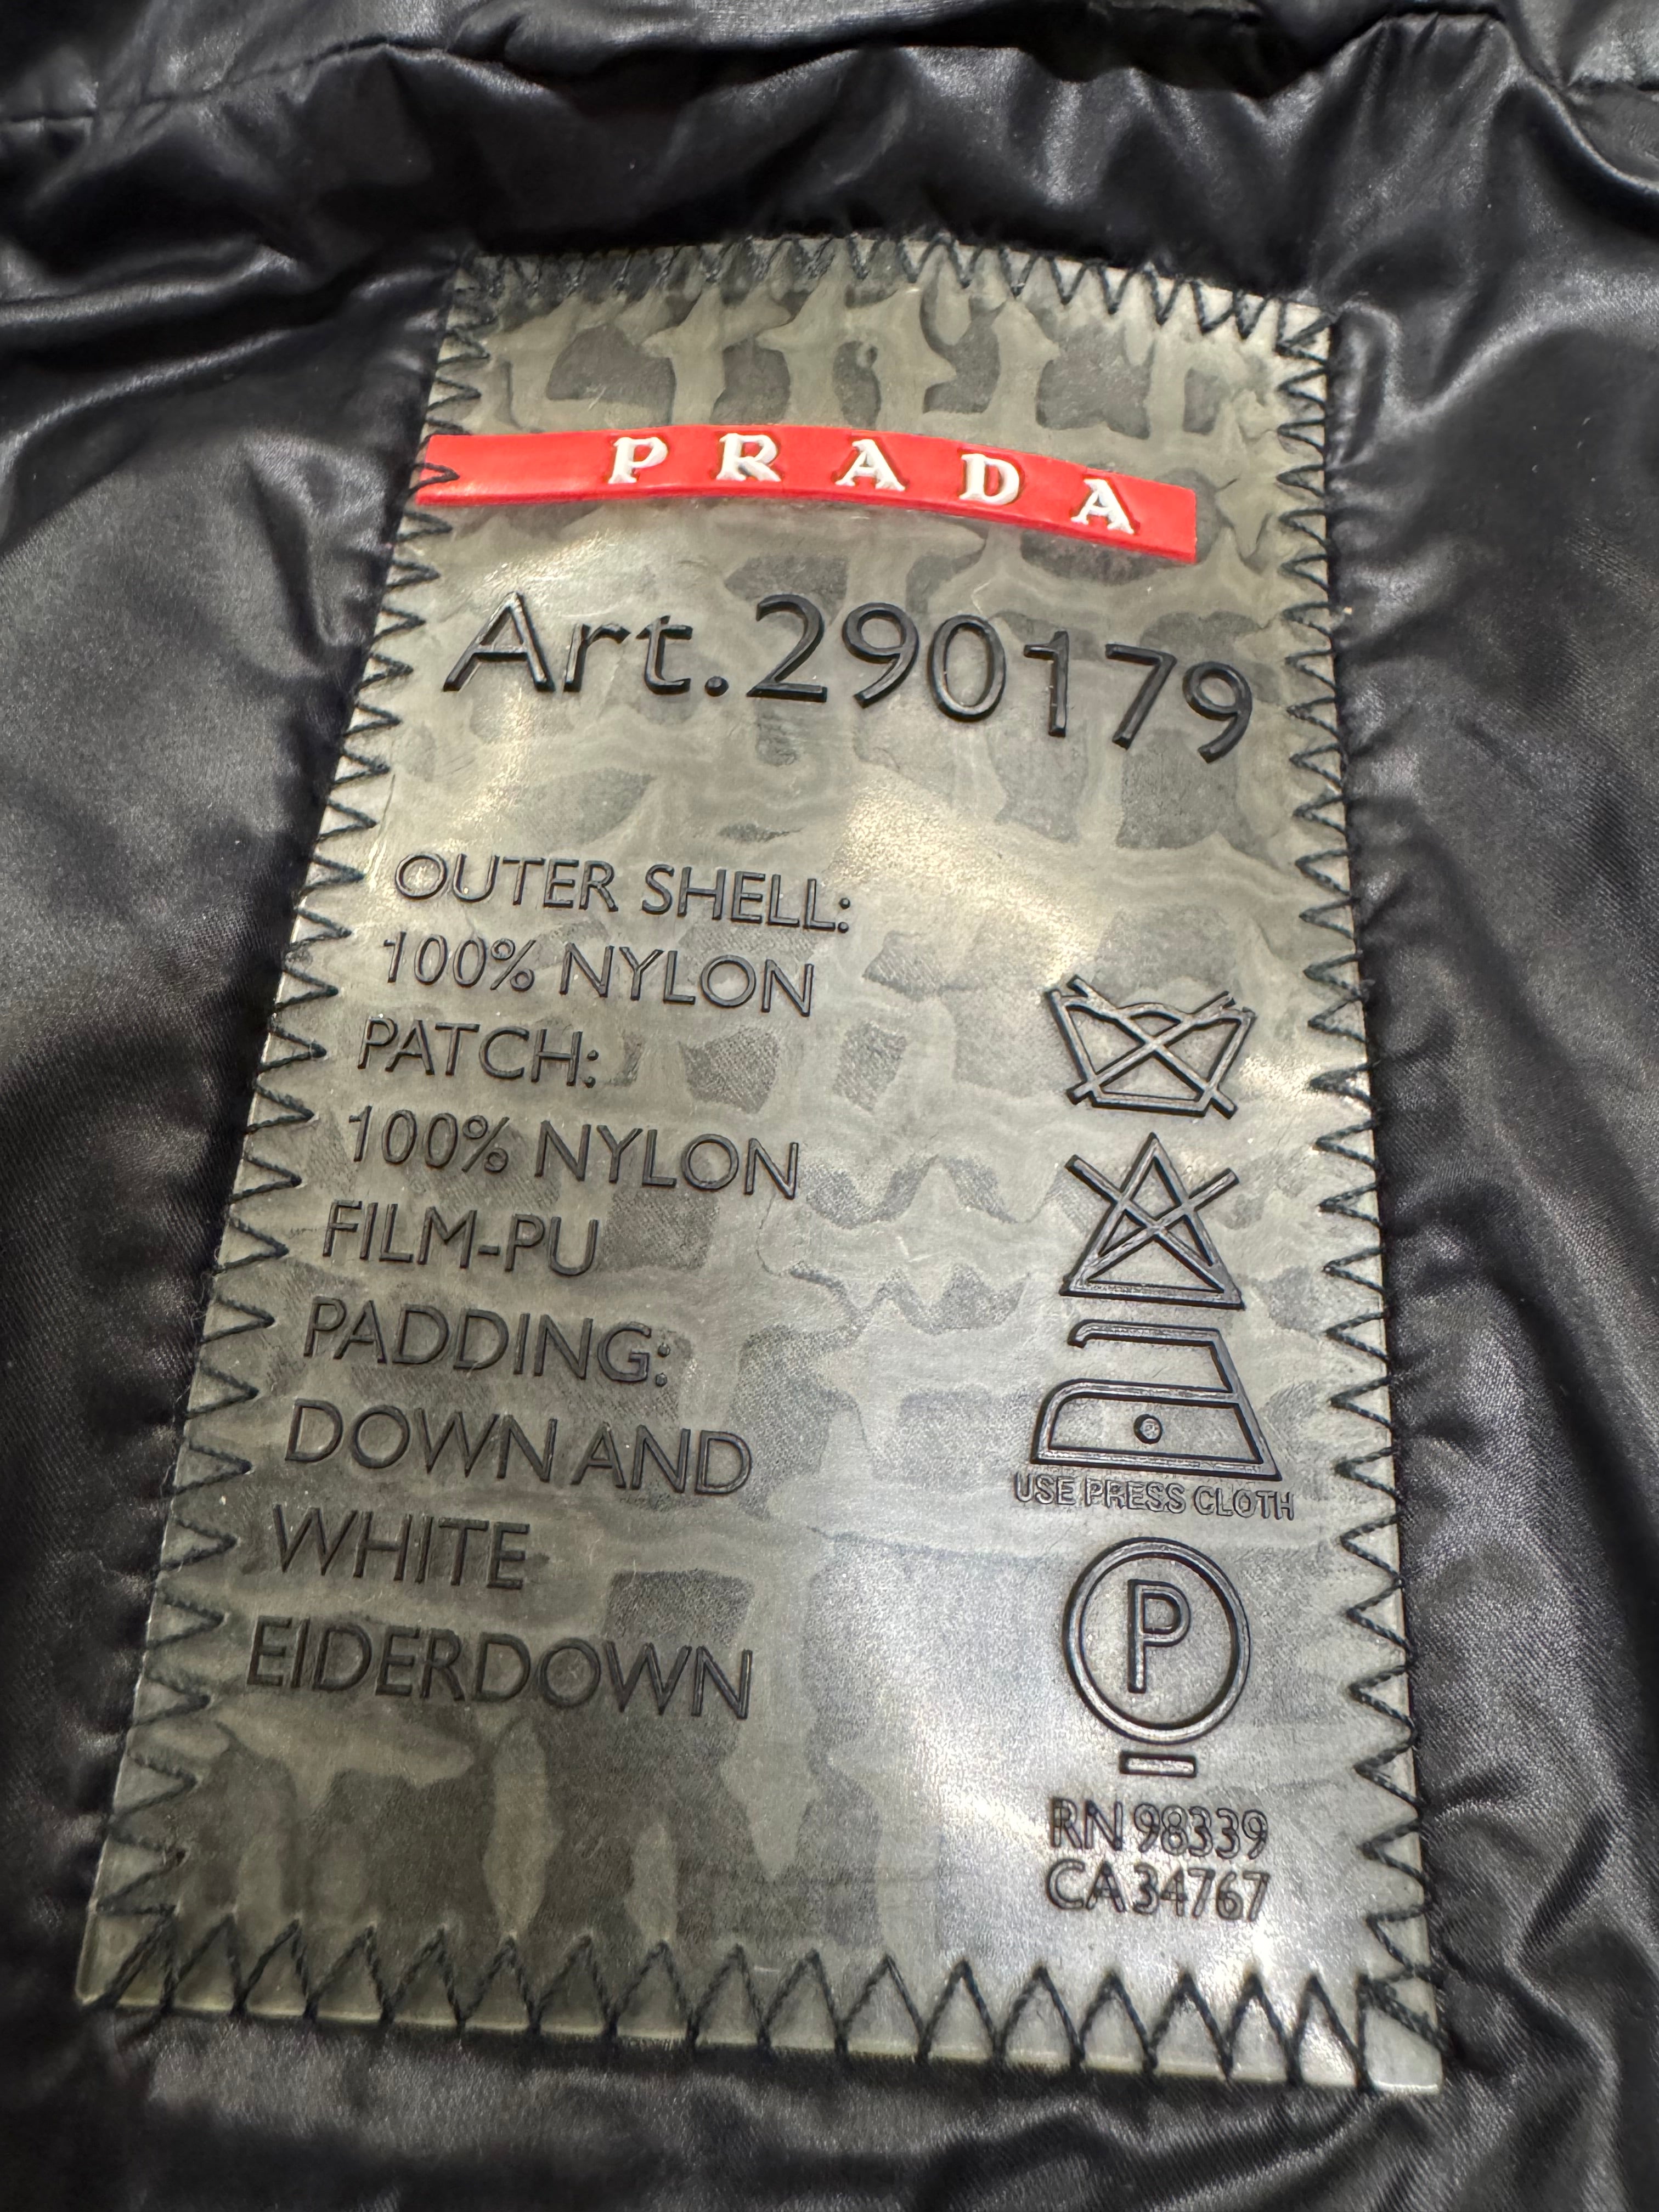 PRADA
Art.290179
OUTER SHELL:
100% NYLON
PATCH:
100% NYLON
FILM-PU
PADDING:
DOWN AND
WHITE
EIDERDOWN
USE PRESS CLOTH
P
RN 98339
CA 34767